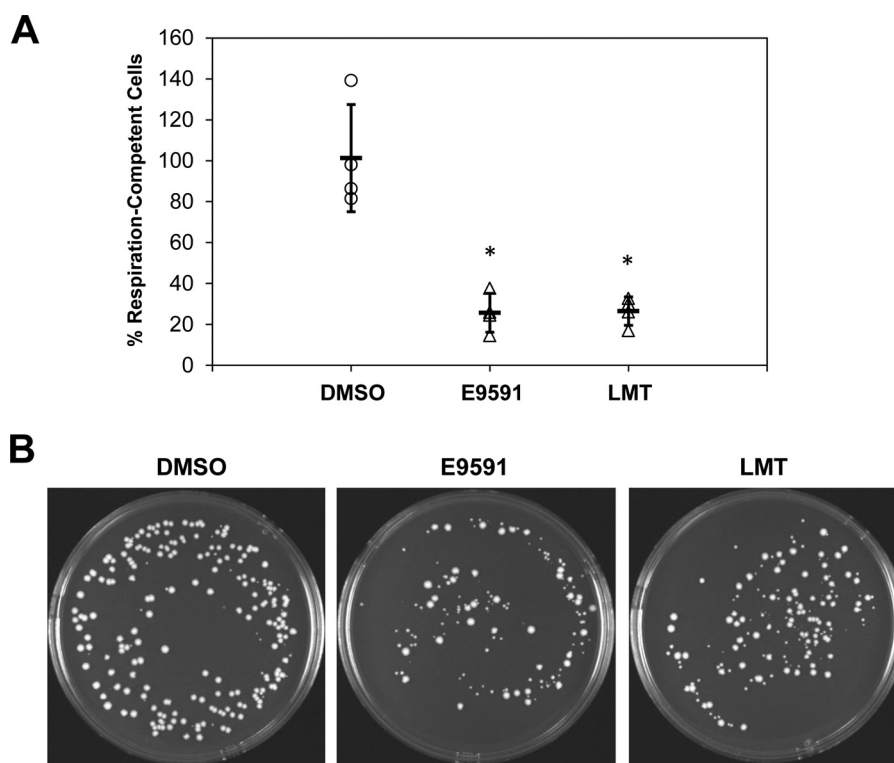 A
160
140
120
100
80
60
40
20
0
% Respiration-Competent Cells
*
*
DMSO E9591 LMT
B
DMSO E9591 LMT